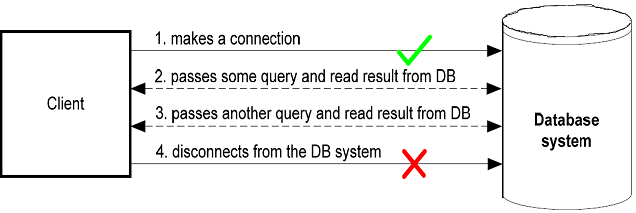 1. makes a connection
2. passes some query and read result from DB
Client
3. passes another query and read result from DB
Database
system
4. disconnects from the DB system